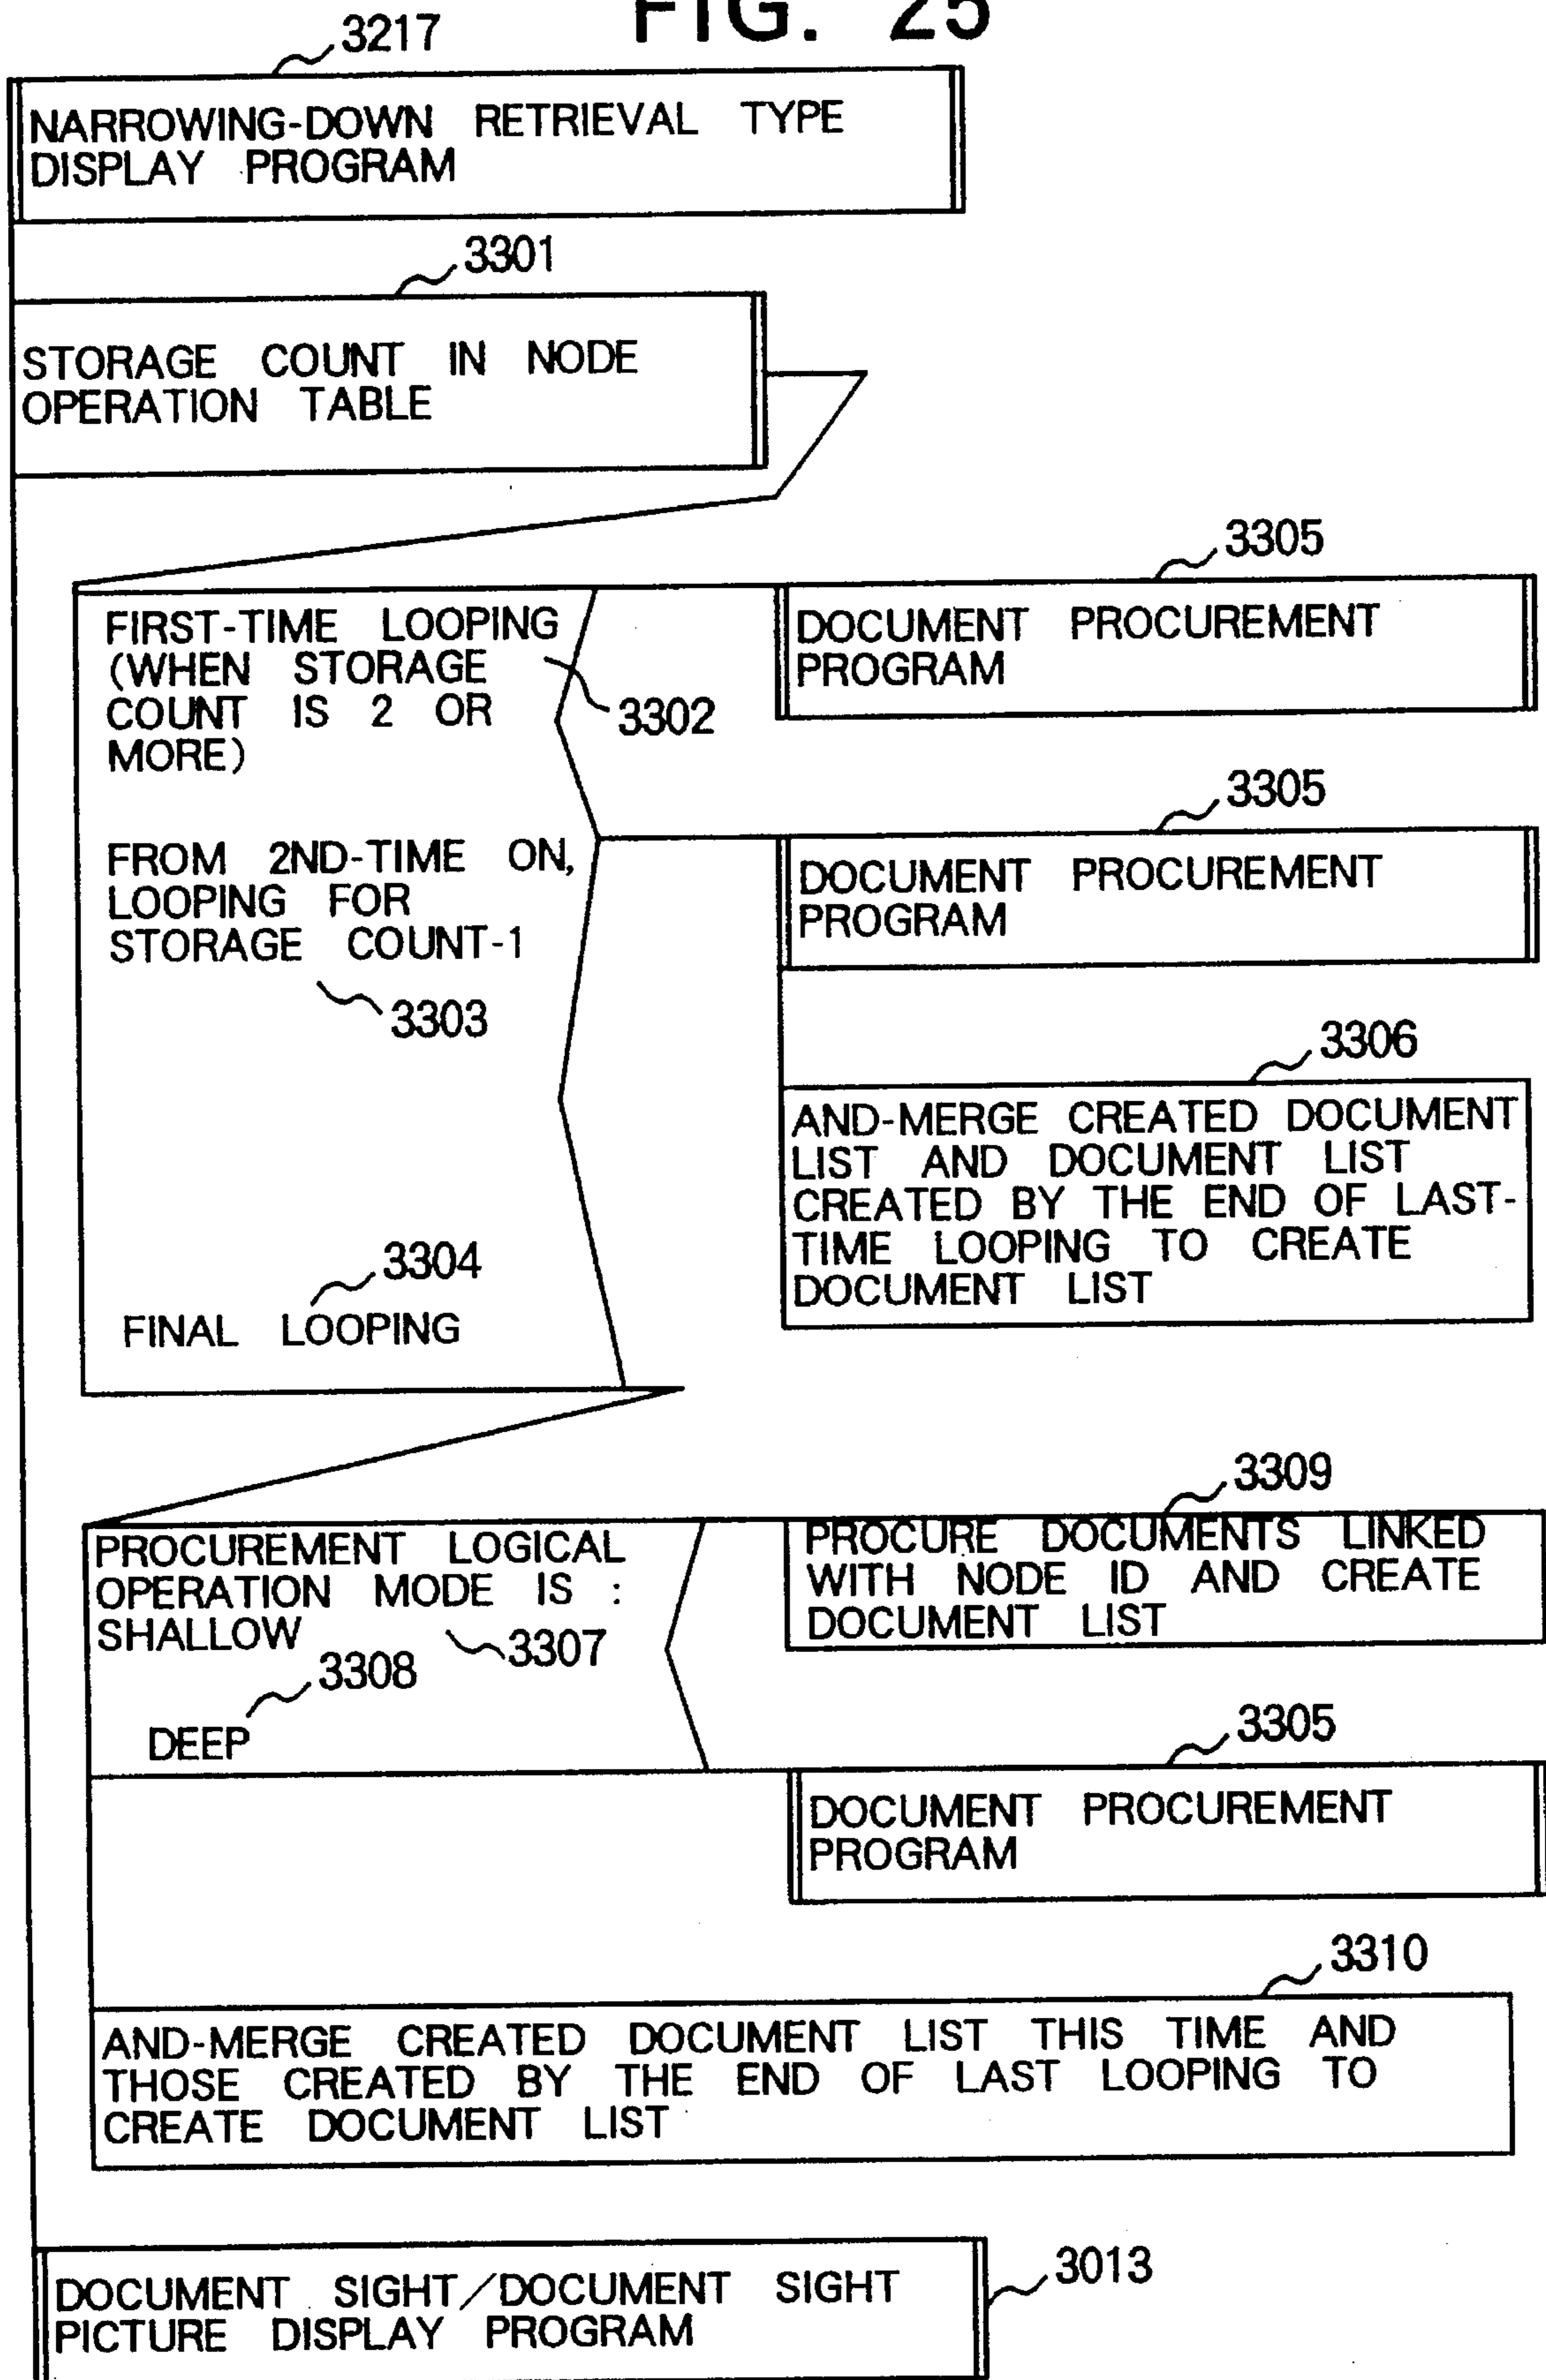 FIG. 25
3217
NARROWING-DOWN RETRIEVAL TYPE
DISPLAY PROGRAM
3301
STORAGE COUNT IN NODE
OPERATION TABLE
3305
FIRST-TIME LOOPING
(WHEN STORAGE
COUNT IS 2 OR
MORE)
3302
DOCUMENT PROCUREMENT
PROGRAM
3305
FROM 2ND-TIME ON,
LOOPING FOR
STORAGE COUNT-1
3303
DOCUMENT PROCUREMENT
PROGRAM
3306
AND-MERGE CREATED DOCUMENT
LIST AND DOCUMENT LIST
CREATED BY THE END OF LAST-
TIME LOOPING TO CREATE
DOCUMENT LIST
3304
FINAL LOOPING
3309
PROCUREMENT LOGICAL
OPERATION MODE IS :
SHALLOW
3307
PROCURE DOCUMENTS LINKED
WITH NODE ID AND CREATE
DOCUMENT LIST
3308
DEEP
3305
DOCUMENT PROCUREMENT
PROGRAM
3310
AND-MERGE CREATED DOCUMENT LIST THIS TIME AND
THOSE CREATED BY THE END OF LAST LOOPING TO
CREATE DOCUMENT LIST
3013
DOCUMENT SIGHT/DOCUMENT SIGHT
PICTURE DISPLAY PROGRAM